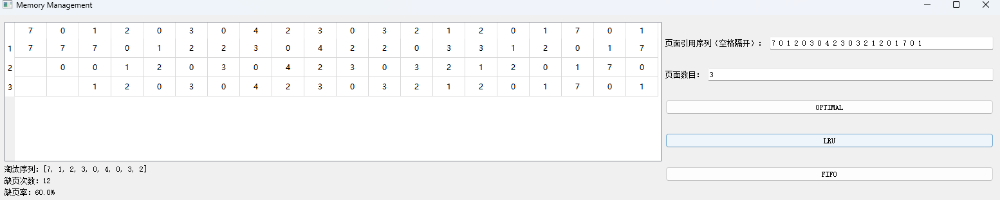 Memory Management
7 0 1 2 0 3 0 4 2 3 0 3 2 1 2 0 1 7 0 1
1 7 7 7 0 1 2 2 3 0 4 2 2 0 3 3 1 2 0 1 7
2 0 0 1 2 0 3 0 4 2 3 0 3 2 1 2 0 1 7 0
3 1 2 0 3 0 4 2 3 0 3 2 1 2 0 1 7 0 1
淘汰序列：[7, 1, 2, 3, 0, 4, 0, 3, 2]
缺页次数：12
缺页率：60.0%
页面引用序列（空格隔开）： 7 0 1 2 0 3 0 4 2 3 0 3 2 1 2 0 1 7 0 1
页面数目： 3
OPTIMAL
LRU
FIFO